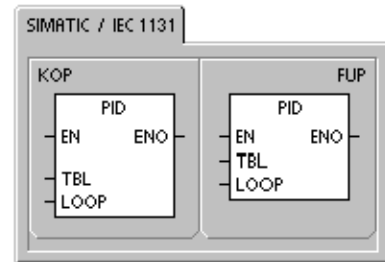 SIMATIC / IEC 1131
KOP
PID
EN ENO
TBL
LOOP
FUP
PID
EN ENO
TBL
LOOP